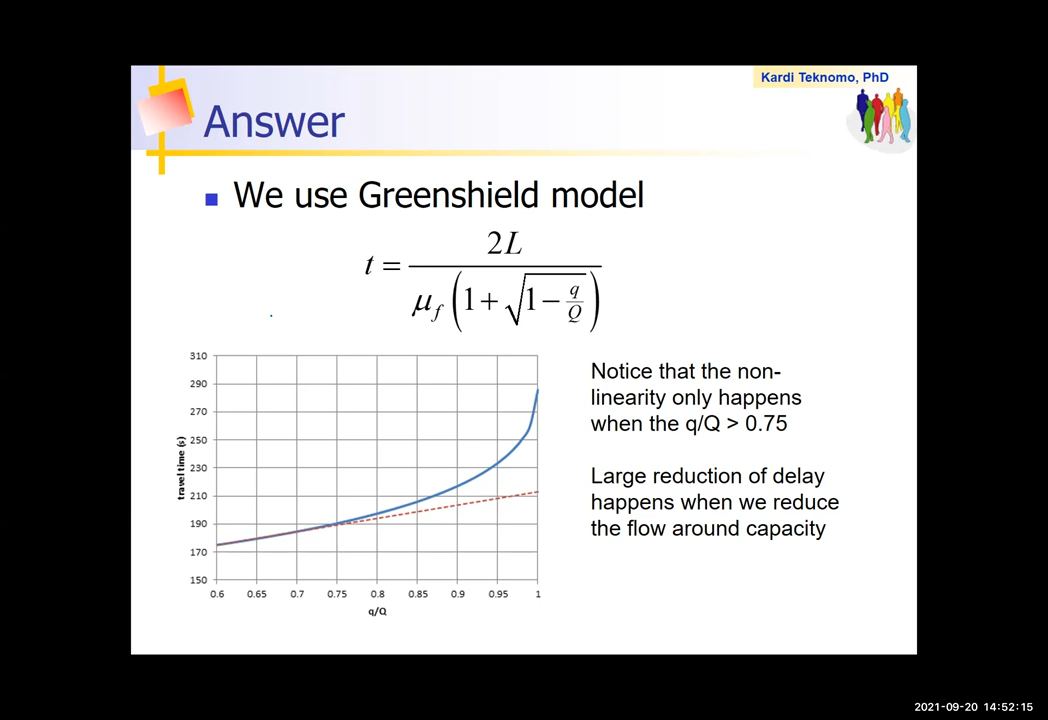 Kardi Teknomo, PhD
Answer
We use Greenshield model
t = 2L / μf (1 + √(1 − q/Q))
310
290
270
250
230
210
190
170
150
travel time (s)
0.6 0.65 0.7 0.75 0.8 0.85 0.9 0.95 1
q/Q
Notice that the non-
linearity only happens
when the q/Q > 0.75
Large reduction of delay
happens when we reduce
the flow around capacity
2021-09-20 14:52:15